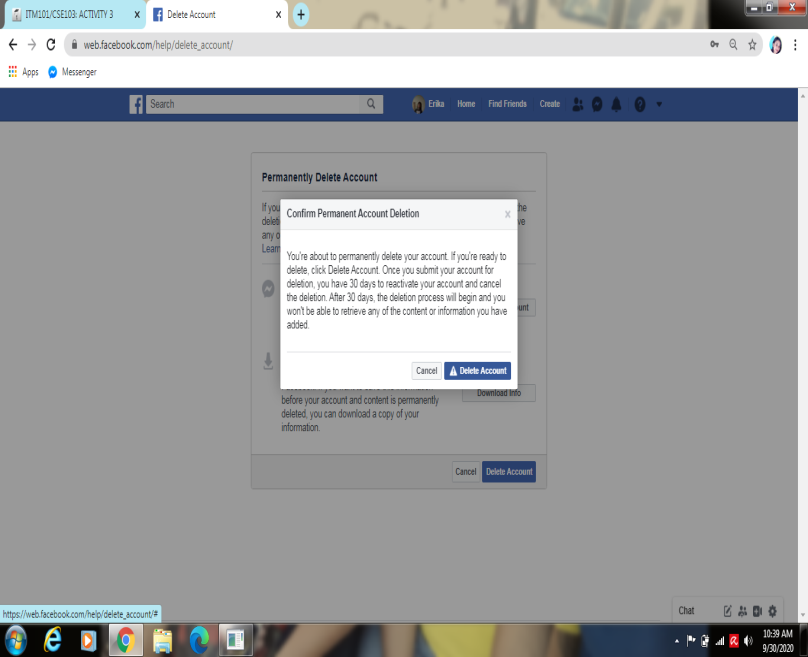 ITM101/CSE103: ACTIVITY 3
Delete Account
web.facebook.com/help/delete_account/
Apps
Messenger
Search
Erika
Home
Find Friends
Create
Permanently Delete Account
If you
the
delet
ve
any o
Learn
Confirm Permanent Account Deletion
You're about to permanently delete your account. If you're ready to
delete, click Delete Account. Once you submit your account for
deletion, you have 30 days to reactivate your account and cancel
the deletion. After 30 days, the deletion process will begin and you
won't be able to retrieve any of the content or information you have
added.
Cancel
Delete Account
unt
before your account and content is permanently
deleted, you can download a copy of your
information.
Download Info
Cancel
Delete Account
Chat
https://web.facebook.com/help/delete_account/#
10:39 AM
9/30/2020